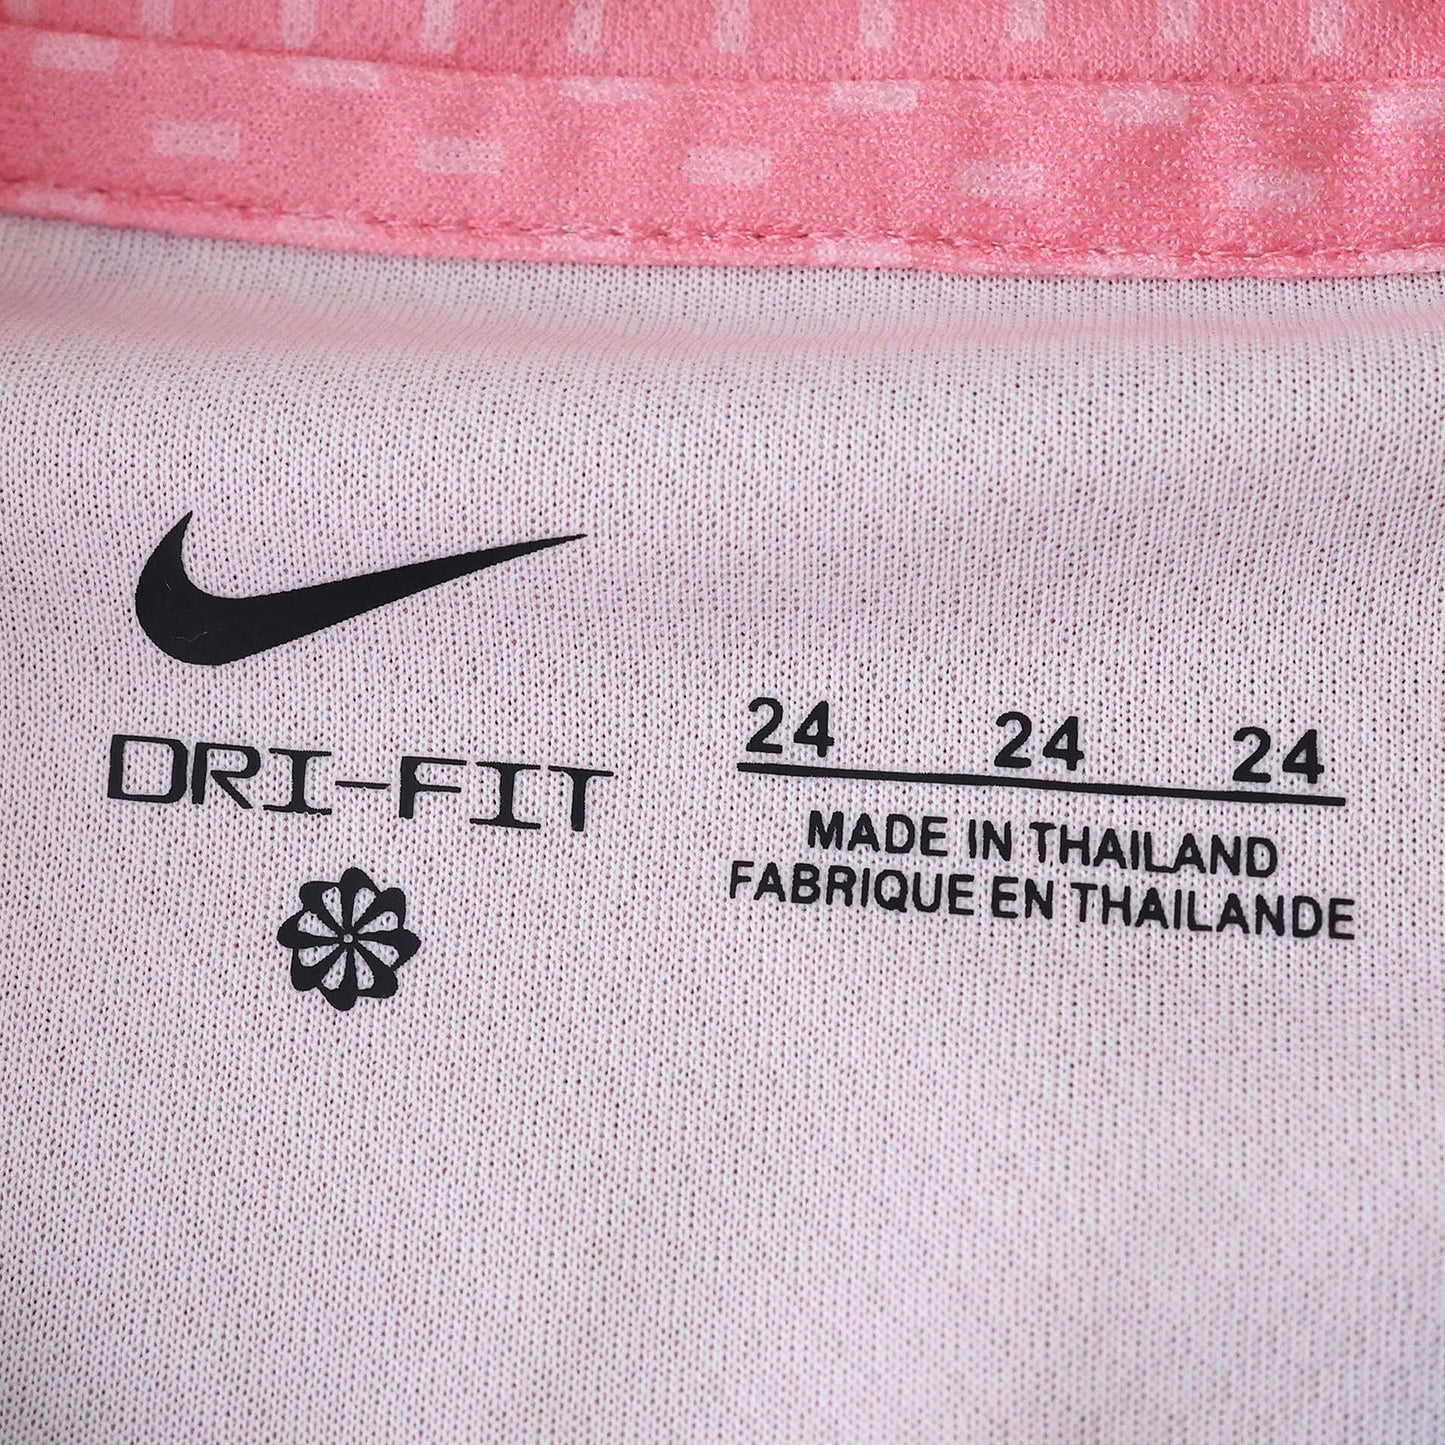 DRI-FIT
24 24 24
MADE IN THAILAND
FABRIQUE EN THAILANDE